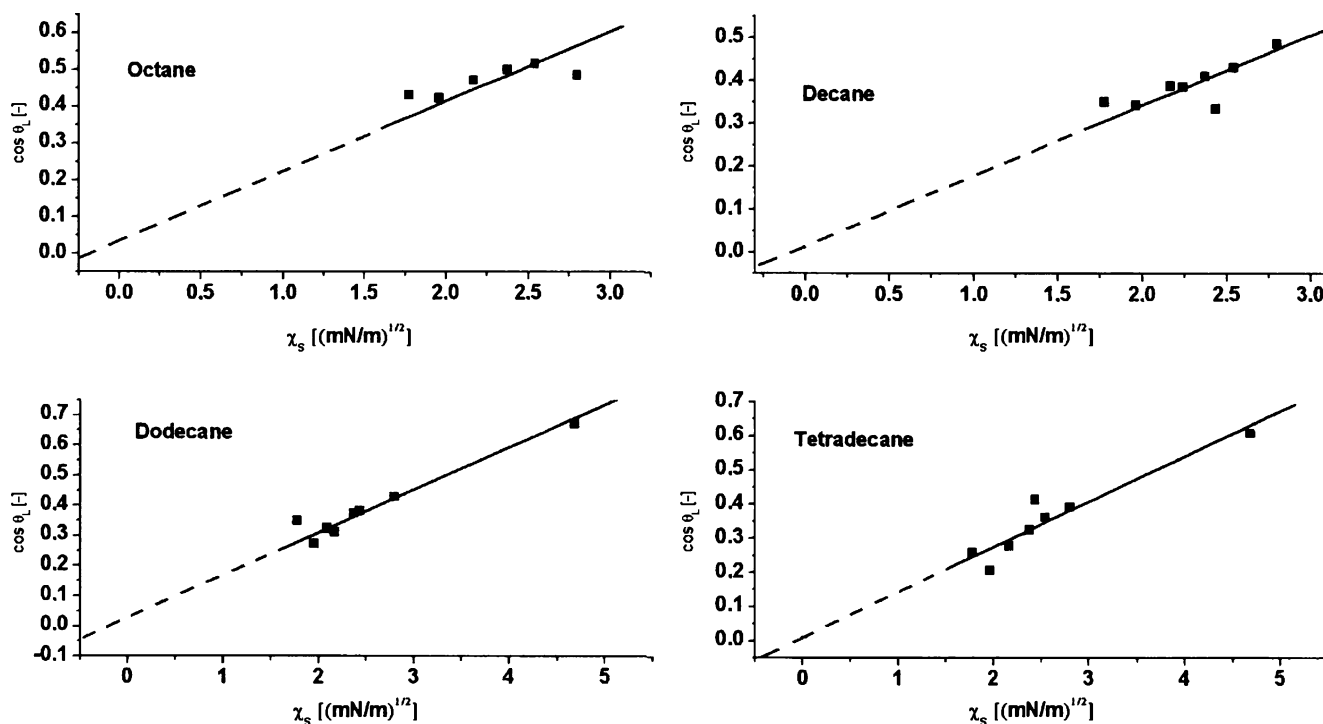 Octane
cos θL [-]
0.6
0.5
0.4
0.3
0.2
0.1
0.0
0.0 0.5 1.0 1.5 2.0 2.5 3.0
χS [(mN/m)1/2]
Decane
cos θL [-]
0.5
0.4
0.3
0.2
0.1
0.0
0.0 0.5 1.0 1.5 2.0 2.5 3.0
χS [(mN/m)1/2]
Dodecane
cos θL [-]
0.7
0.6
0.5
0.4
0.3
0.2
0.1
0.0
-0.1
0 1 2 3 4 5
χS [(mN/m)1/2]
Tetradecane
cos θL [-]
0.7
0.6
0.5
0.4
0.3
0.2
0.1
0.0
0 1 2 3 4 5
χS [(mN/m)1/2]